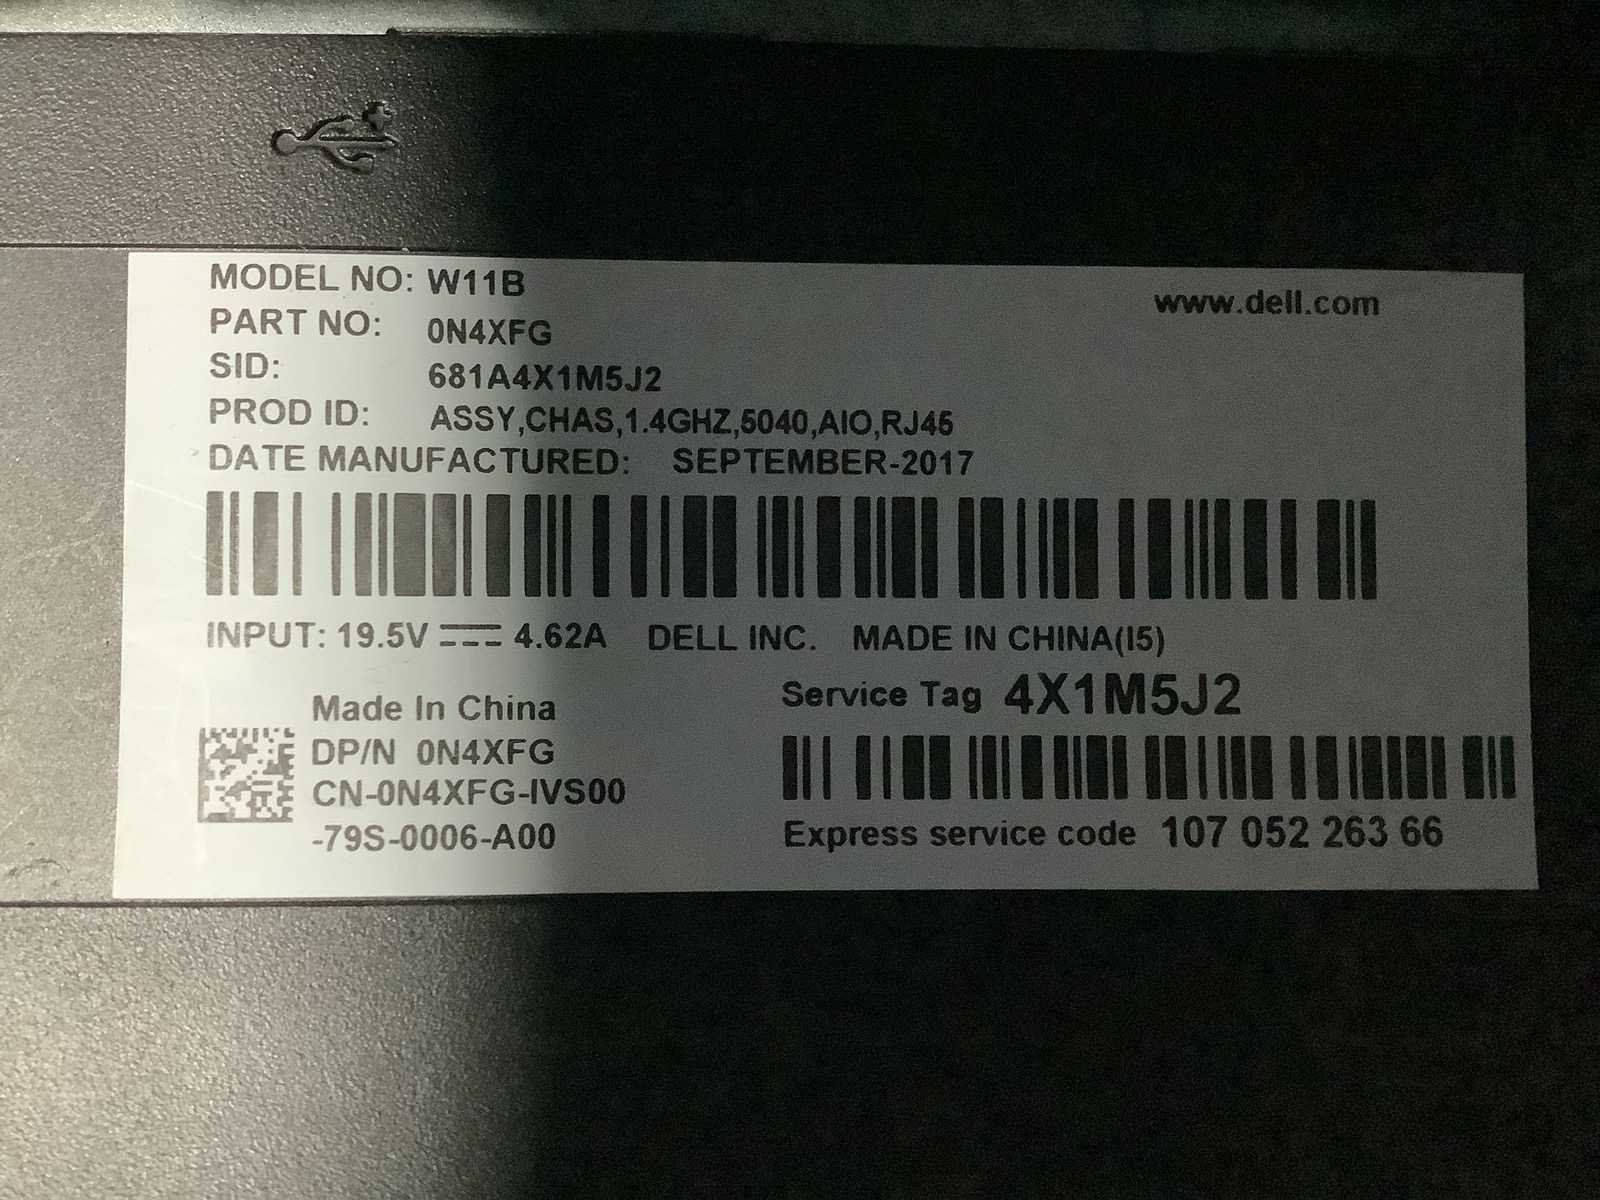 MODEL NO: W11B
www.dell.com
PART NO: 0N4XFG
SID: 681A4X1M5J2
PROD ID: ASSY,CHAS,1.4GHZ,5040,AIO,RJ45
DATE MANUFACTURED: SEPTEMBER-2017
INPUT: 19.5V ⎓ 4.62A DELL INC. MADE IN CHINA(I5)
Made In China
DP/N 0N4XFG
CN-0N4XFG-IVS00
-79S-0006-A00
Service Tag 4X1M5J2
Express service code 107 052 263 66